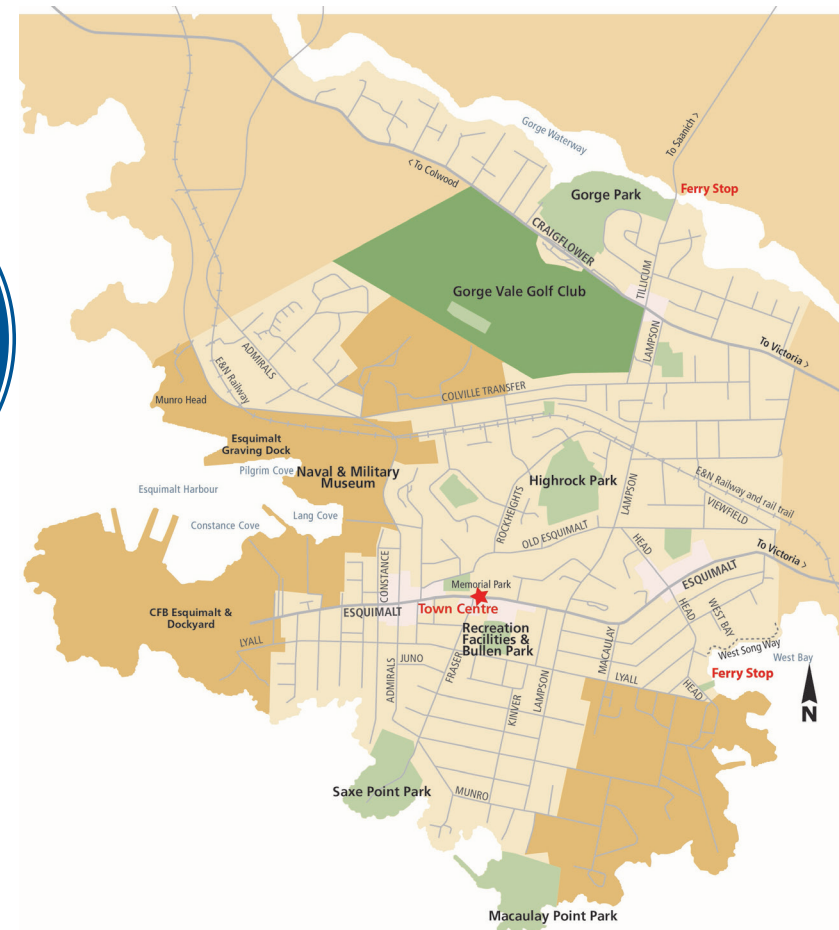 Gorge Waterway
To Saanich >
< To Colwood
Ferry Stop
Gorge Park
CRAIGFLOWER
TILLICUM
Gorge Vale Golf Club
LAMPSON
To Victoria >
ADMIRALS
E&N Railway
COLVILLE TRANSFER
Munro Head
Esquimalt
Graving Dock
Pilgrim Cove
Naval & Military
Museum
Highrock Park
E&N Railway and rail trail
Esquimalt Harbour
Constance Cove
Lang Cove
ROCKHEIGHTS
LAMPSON
VIEWFIELD
OLD ESQUIMALT
HEAD
To Victoria >
CONSTANCE
Memorial Park
ESQUIMALT
CFB Esquimalt &
Dockyard
ESQUIMALT
Town Centre
HEAD
WEST BAY
Recreation
Facilities &
Bullen Park
LYALL
MACAULAY
West Song Way
West Bay
JUNO
FRASER
ADMIRALS
LYALL
Ferry Stop
HEAD
KINVER
LAMPSON
N
Saxe Point Park
MUNRO
Macaulay Point Park